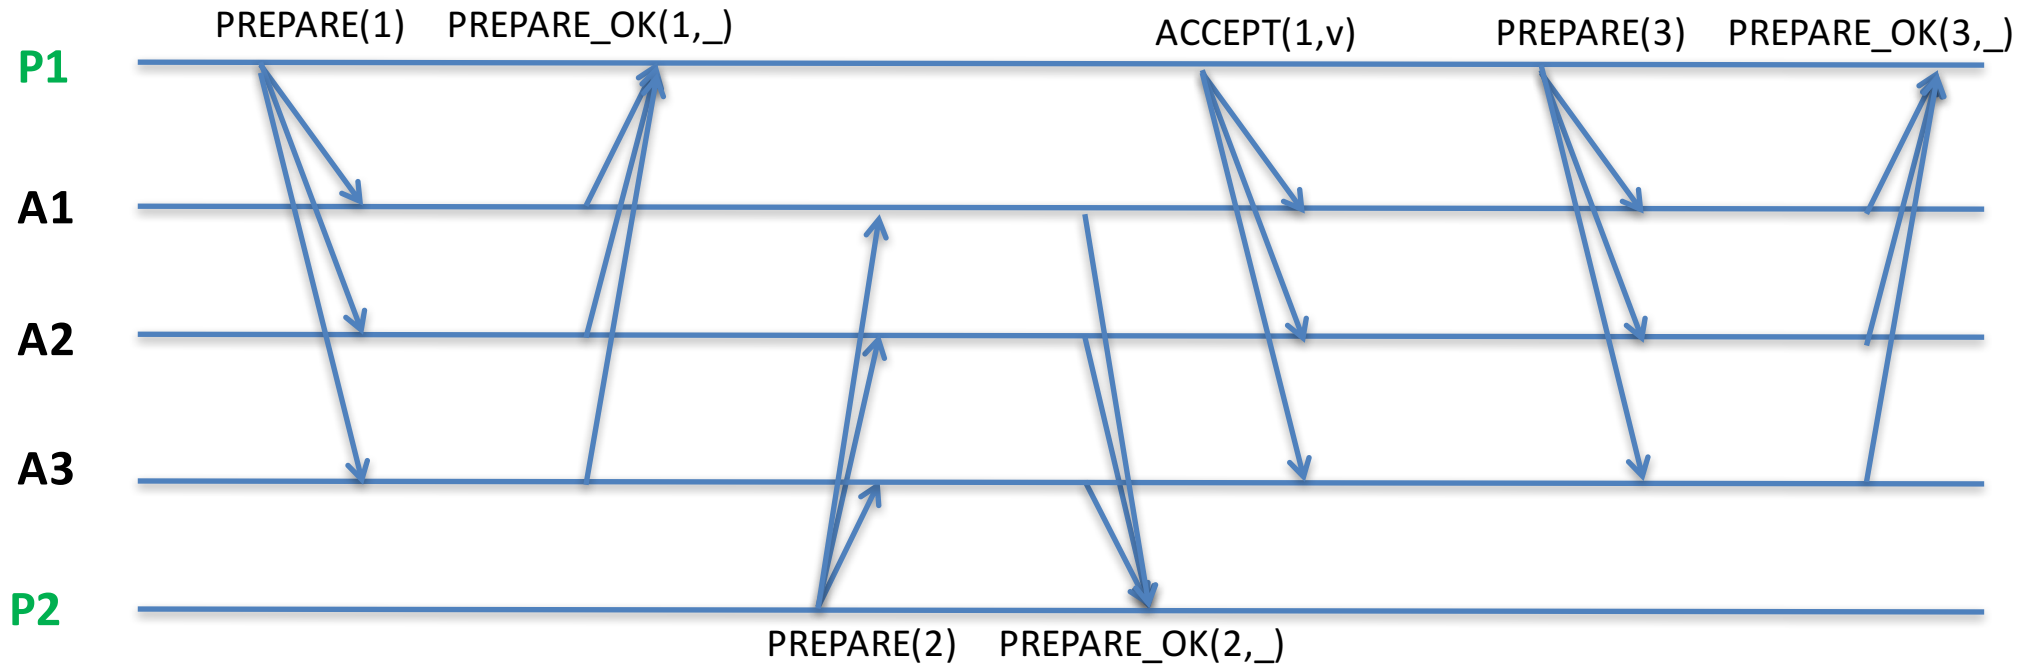 PREPARE(1) PREPARE_OK(1,_) ACCEPT(1,v) PREPARE(3) PREPARE_OK(3,_)
P1
A1
A2
A3
P2
PREPARE(2) PREPARE_OK(2,_)